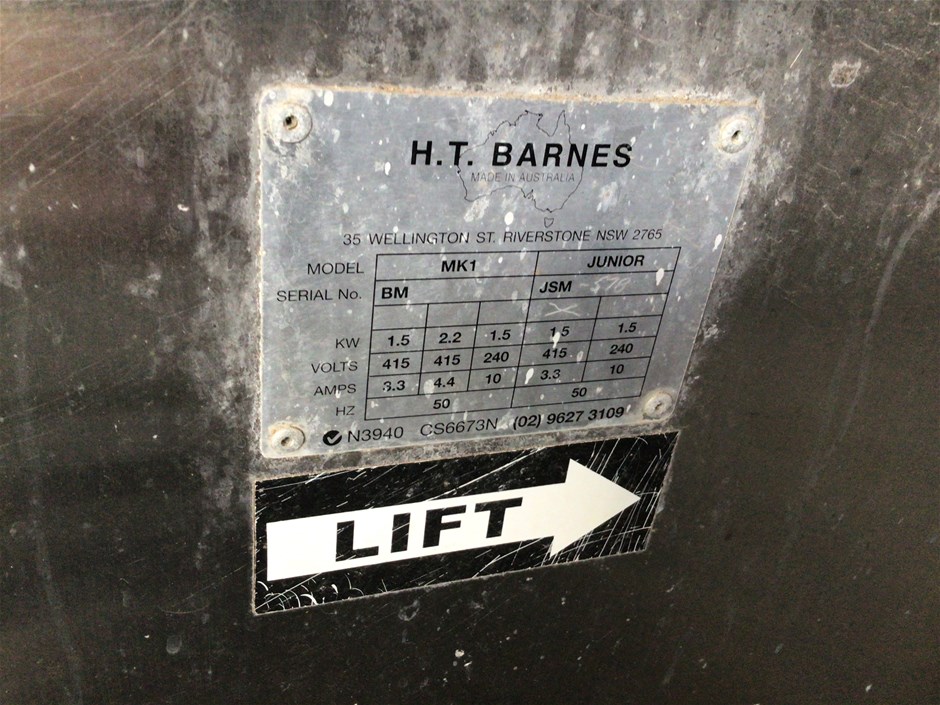 H.T. BARNES
MADE IN AUSTRALIA
35 WELLINGTON ST. RIVERSTONE NSW 2765
MODEL MK1 JUNIOR
SERIAL No. BM JSM -578
X
KW 1.5 2.2 1.5 1.5 1.5
VOLTS 415 415 240 415 240
AMPS 3.3 4.4 10 3.3 10
HZ 50 50
N3940 CS6673N (02) 9627 3109
LIFT